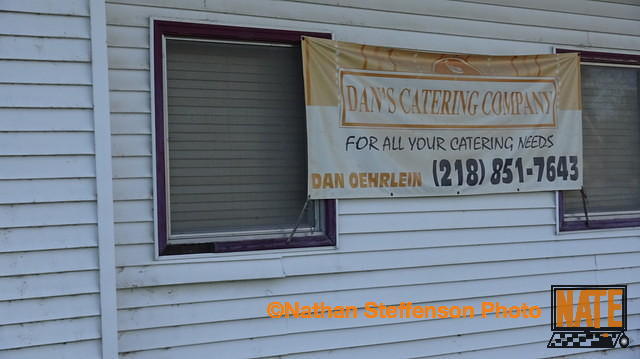 DAN'S CATERING COMPANY
FOR ALL YOUR CATERING NEEDS
DAN OEHRLEIN (218) 851-7643
©Nathan Steffenson Photo
NATE